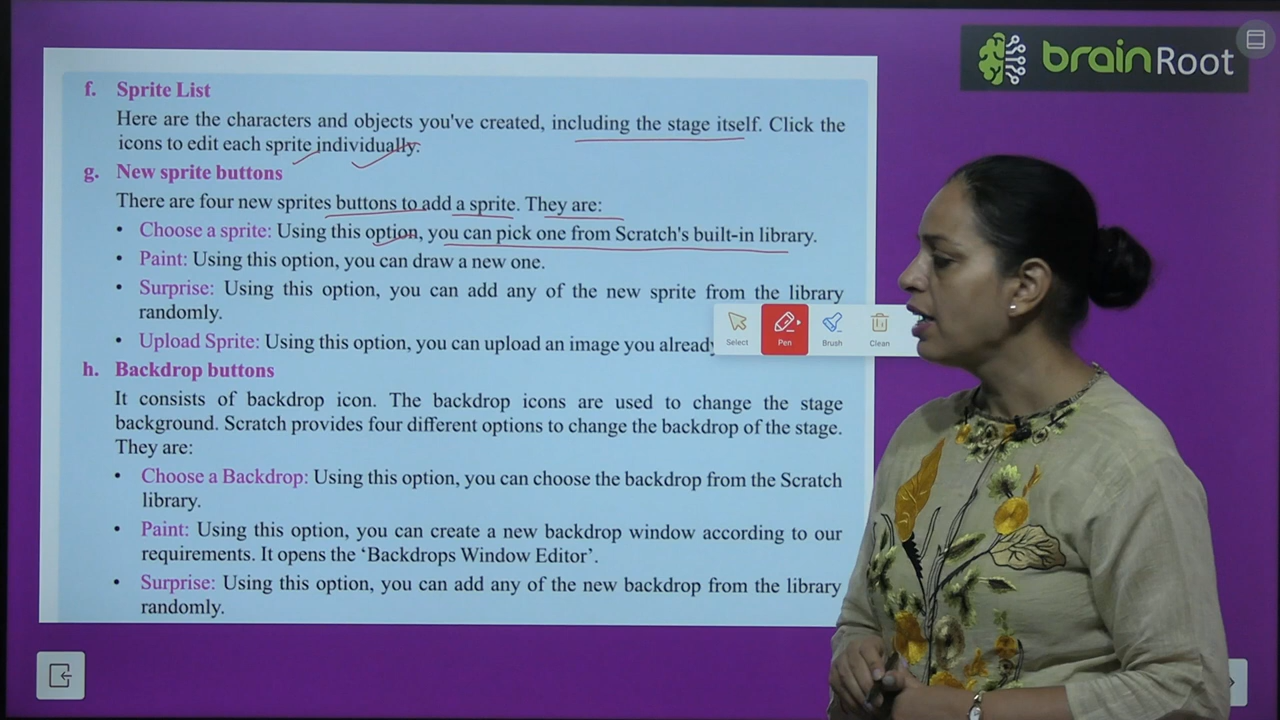 brainRoot
f. Sprite List
Here are the characters and objects you've created, including the stage itself. Click the
icons to edit each sprite individually.
g. New sprite buttons
There are four new sprites buttons to add a sprite. They are:
• Choose a sprite: Using this option, you can pick one from Scratch's built-in library.
• Paint: Using this option, you can draw a new one.
• Surprise: Using this option, you can add any of the new sprite from the library
randomly.
Select Pen Brush Clean
• Upload Sprite: Using this option, you can upload an image you already
h. Backdrop buttons
It consists of backdrop icon. The backdrop icons are used to change the stage
background. Scratch provides four different options to change the backdrop of the stage.
They are:
• Choose a Backdrop: Using this option, you can choose the backdrop from the Scratch
library.
• Paint: Using this option, you can create a new backdrop window according to our
requirements. It opens the ‘Backdrops Window Editor’.
• Surprise: Using this option, you can add any of the new backdrop from the library
randomly.